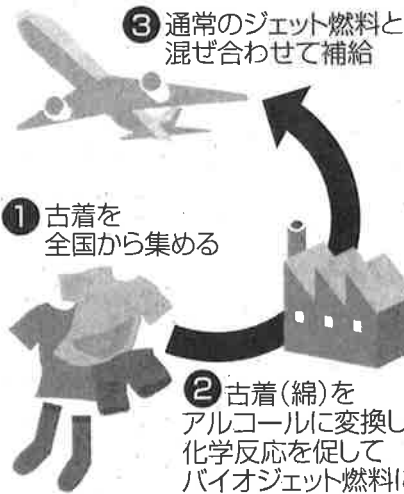 ❶古着を
全国から集める
❷古着(綿)を
アルコールに変換し
化学反応を促して
バイオジェット燃料に
❸通常のジェット燃料と
混ぜ合わせて補給